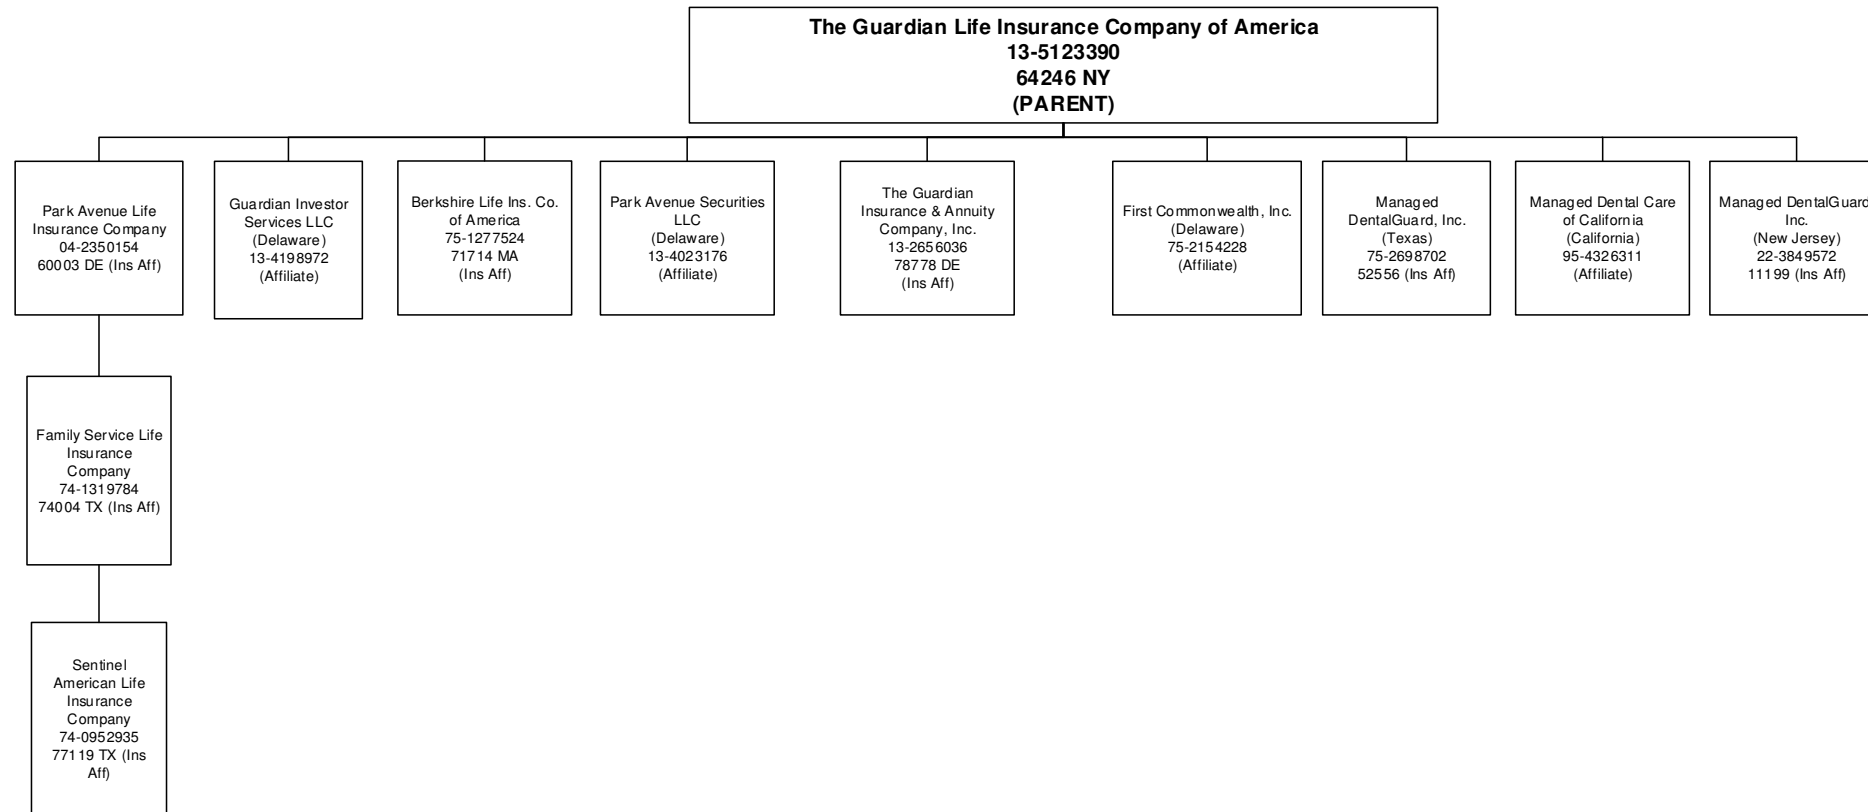 The Guardian Life Insurance Company of America
13-5123390
64246 NY
(PARENT)
Park Avenue Life
Insurance Company
04-2350154
60003 DE (Ins Aff)
Guardian Investor
Services LLC
(Delaware)
13-4198972
(Affiliate)
Berkshire Life Ins. Co.
of America
75-1277524
71714 MA
(Ins Aff)
Park Avenue Securities
LLC
(Delaware)
13-4023176
(Affiliate)
The Guardian
Insurance & Annuity
Company, Inc.
13-2656036
78778 DE
(Ins Aff)
First Commonwealth, Inc.
(Delaware)
75-2154228
(Affiliate)
Managed
DentalGuard, Inc.
(Texas)
75-2698702
52556 (Ins Aff)
Managed Dental Care
of California
(California)
95-4326311
(Affiliate)
Managed DentalGuard
Inc.
(New Jersey)
22-3849572
11199 (Ins Aff)
Family Service Life
Insurance
Company
74-1319784
74004 TX (Ins Aff)
Sentinel
American Life
Insurance
Company
74-0952935
77119 TX (Ins
Aff)